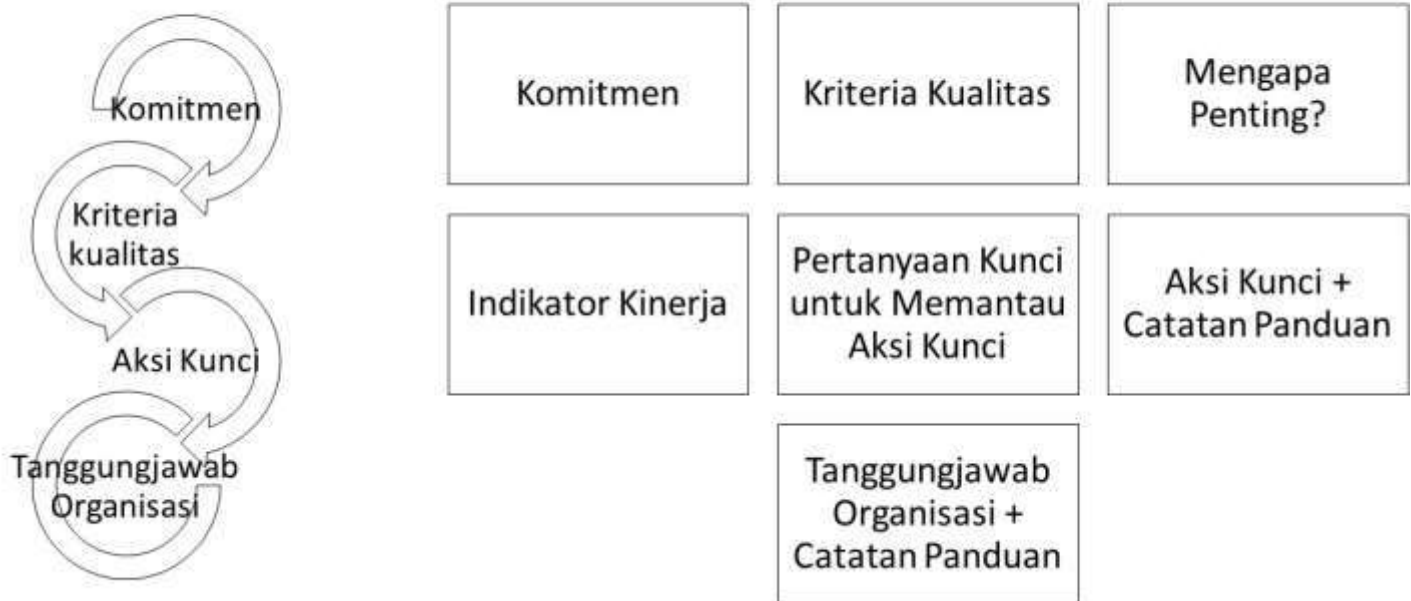 Komitmen
Kriteria
kualitas
Aksi Kunci
Tanggungjawab
Organisasi
Komitmen
Kriteria Kualitas
Mengapa
Penting?
Indikator Kinerja
Pertanyaan Kunci
untuk Memantau
Aksi Kunci
Aksi Kunci +
Catatan Panduan
Tanggungjawab
Organisasi +
Catatan Panduan